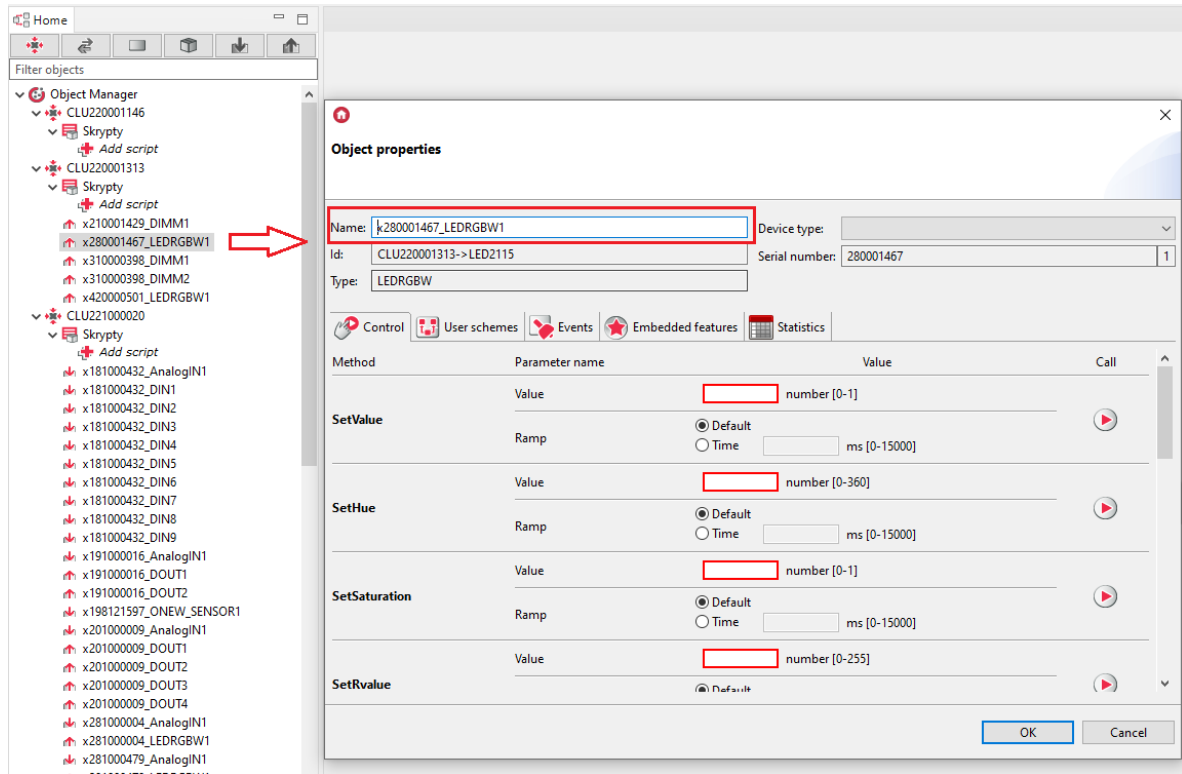 Home
Filter objects
Object Manager
CLU220001146
Skrypty
Add script
CLU220001313
Skrypty
Add script
x210001429_DIMM1
x280001467_LEDRGBW1
x310000398_DIMM1
x310000398_DIMM2
x420000501_LEDRGBW1
CLU221000020
Skrypty
Add script
x181000432_AnalogIN1
x181000432_DIN1
x181000432_DIN2
x181000432_DIN3
x181000432_DIN4
x181000432_DIN5
x181000432_DIN6
x181000432_DIN7
x181000432_DIN8
x181000432_DIN9
x191000016_AnalogIN1
x191000016_DOUT1
x191000016_DOUT2
x198121597_ONEW_SENSOR1
x201000009_AnalogIN1
x201000009_DOUT1
x201000009_DOUT2
x201000009_DOUT3
x201000009_DOUT4
x281000004_AnalogIN1
x281000004_LEDRGBW1
x281000479_AnalogIN1
Object properties
Name: x280001467_LEDRGBW1 Device type:
Id: CLU220001313->LED2115 Serial number: 280001467 1
Type: LEDRGBW
Control User schemes Events Embedded features Statistics
Method Parameter name Value Call
Value number [0-1]
SetValue
Default
Ramp
Time ms [0-15000]
Value number [0-360]
SetHue
Default
Ramp
Time ms [0-15000]
Value number [0-1]
SetSaturation
Default
Ramp
Time ms [0-15000]
Value number [0-255]
SetRvalue
Default
OK Cancel